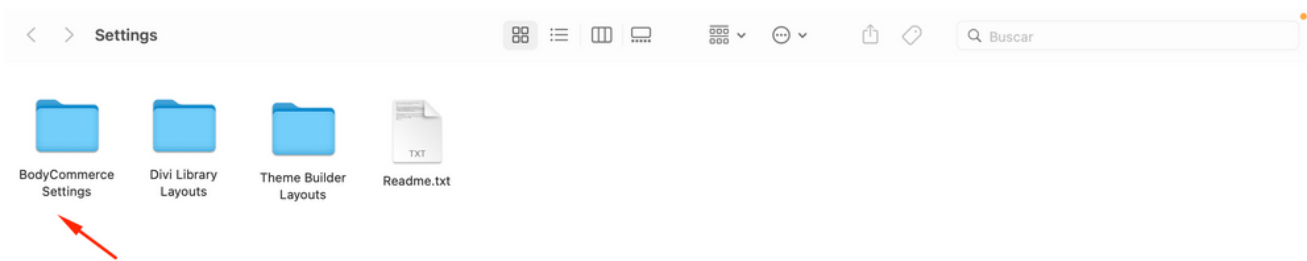 Settings
Buscar
BodyCommerce
Settings
Divi Library
Layouts
Theme Builder
Layouts
TXT
Readme.txt